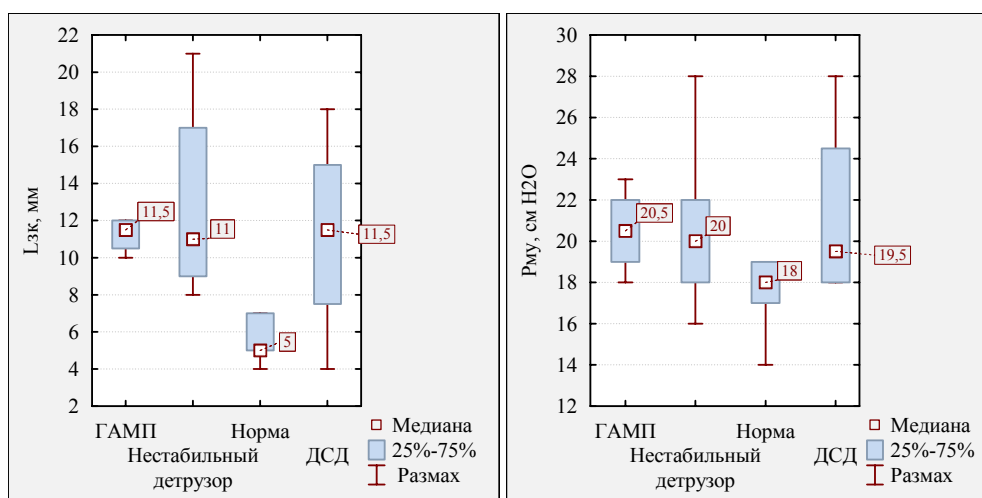 Lзк, мм
22
20
18
16
14
12
10
8
6
4
2
11,5
11
5
11,5
ГАМП
Норма
Нестабильный
ДСД
детрузор
Медиана
25%-75%
Размах
Рму, см Н2О
28
26
24
22
20
18
16
14
12
20,5
20
18
19,5
ГАМП
Норма
Нестабильный
ДСД
детрузор
Медиана
25%-75%
Размах